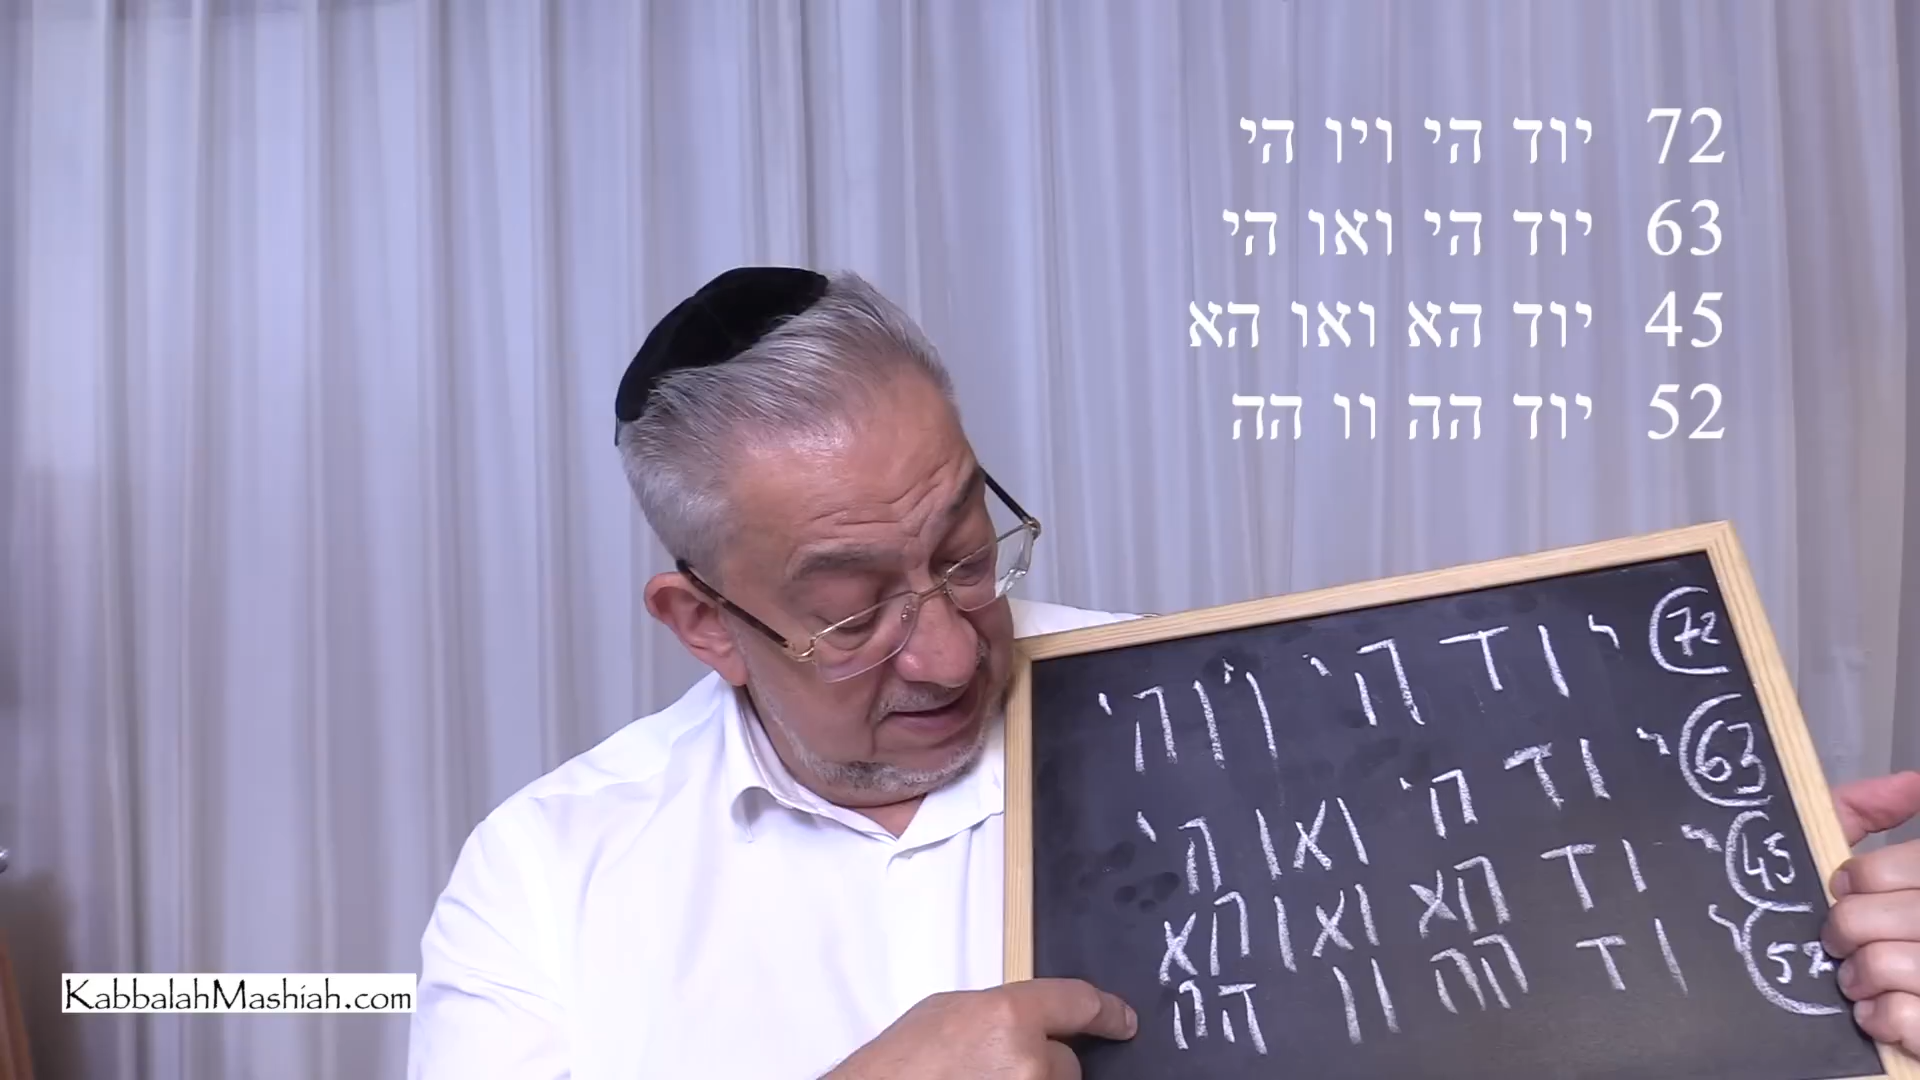 72 יוד הי ויו הי
63 יוד הי ואו הי
45 יוד הא ואו הא
52 יוד הה וו הה
72 יוד הי ויו הי
63 יוד הי ואו הי
45 יוד הא ואו הא
52 יוד הה וו הה
KabbalahMashiah.com